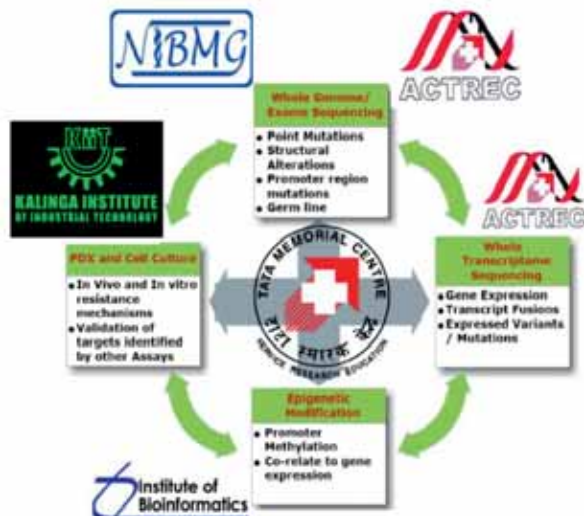 NIBMG
ACTREC
Whole Genome/
Exome Sequencing
• Point Mutations
• Structural
Alterations
• Promoter region
mutations
• Germ line
KIIT
KALINGA INSTITUTE
OF INDUSTRIAL TECHNOLOGY
ACTREC
PDX and Cell Culture
• In Vivo and In vitro
resistance
mechanisms
• Validation of
targets identified
by other Assays
TATA MEMORIAL CENTRE
टाटा स्मारक केंद्र
SERVICE RESEARCH EDUCATION
Whole
Transcriptome
Sequencing
• Gene Expression
• Transcript Fusions
• Expressed Variants
/ Mutations
Epigenetic
Modification
• Promoter
Methylation
• Co-relate to gene
expression
Institute of
Bioinformatics